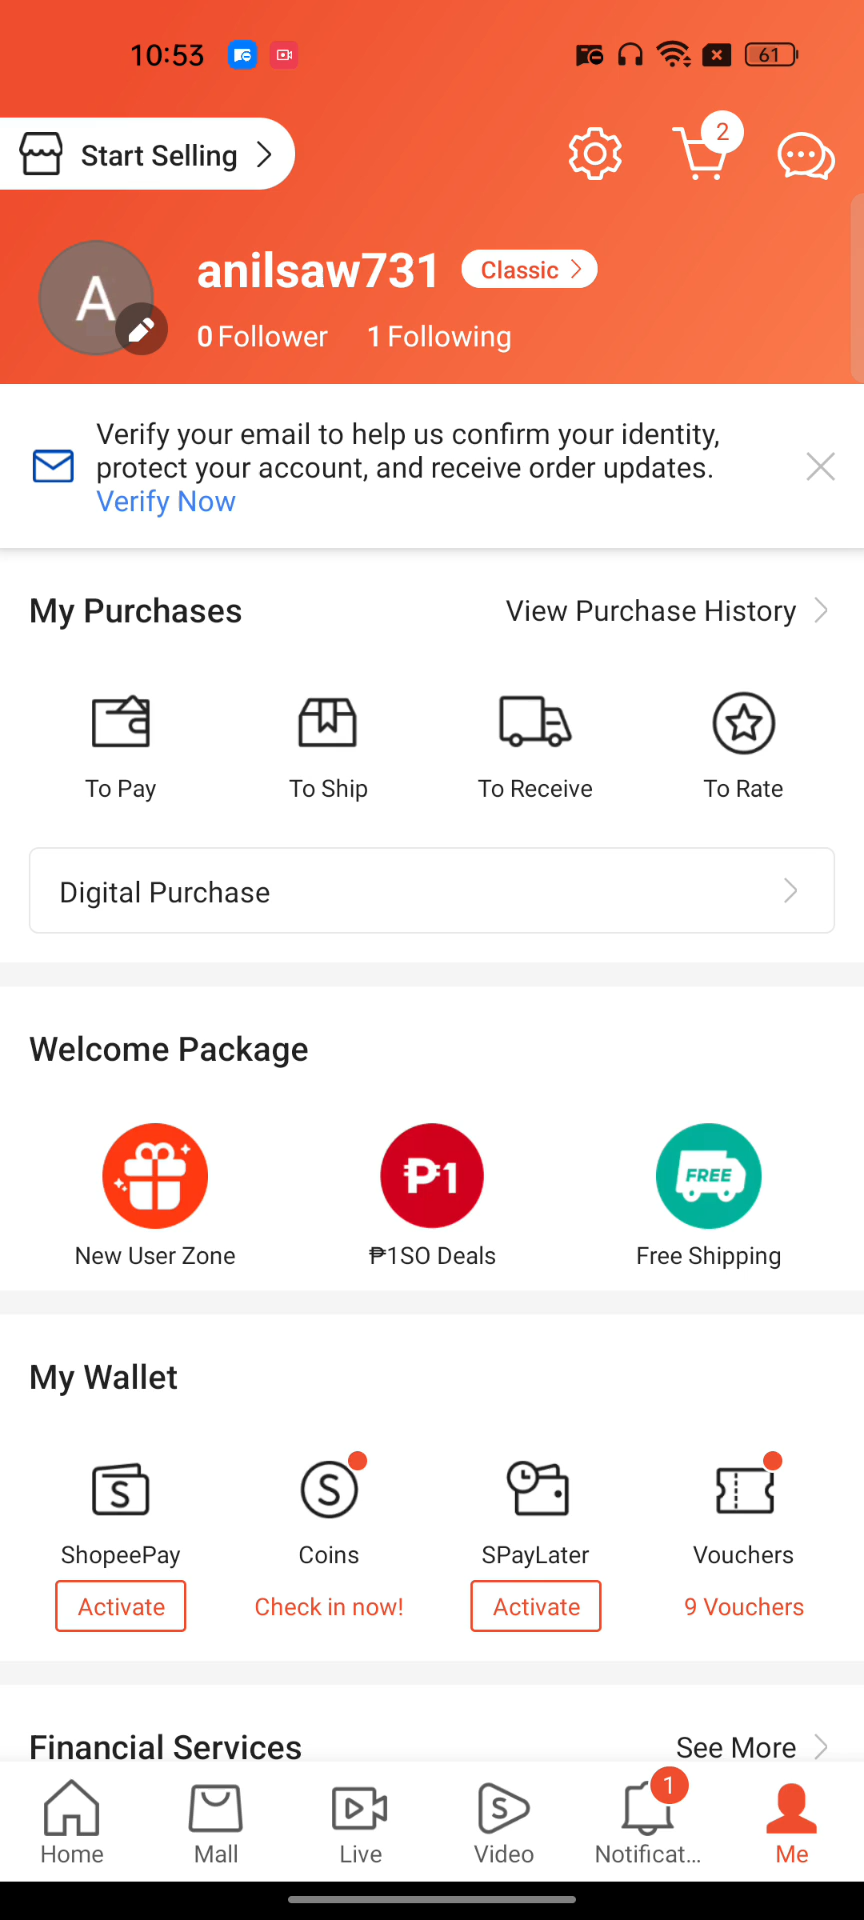 10:53
61
Start Selling
2
A
anilsaw731
Classic
0 Follower 1 Following
Verify your email to help us confirm your identity,
protect your account, and receive order updates.
Verify Now
My Purchases
View Purchase History
To Pay
To Ship
To Receive
To Rate
Digital Purchase
Welcome Package
₱1
FREE
New User Zone
₱1SO Deals
Free Shipping
My Wallet
S
S
ShopeePay
Coins
SPayLater
Vouchers
Activate
Check in now!
Activate
9 Vouchers
Financial Services
See More
S
1
Home
Mall
Live
Video
Notificat...
Me